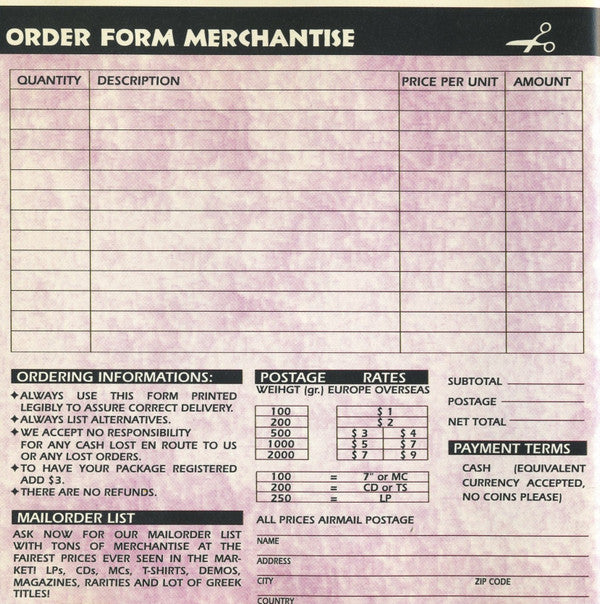 ORDER FORM MERCHANTISE
QUANTITY DESCRIPTION PRICE PER UNIT AMOUNT
ORDERING INFORMATIONS:
ALWAYS USE THIS FORM PRINTED
LEGIBLY TO ASSURE CORRECT DELIVERY.
ALWAYS LIST ALTERNATIVES.
WE ACCEPT NO RESPONSIBILITY
FOR ANY CASH LOST EN ROUTE TO US
OR ANY LOST ORDERS.
TO HAVE YOUR PACKAGE REGISTERED
ADD $3.
THERE ARE NO REFUNDS.
MAILORDER LIST
ASK NOW FOR OUR MAILORDER LIST
WITH TONS OF MERCHANTISE AT THE
FAIREST PRICES EVER SEEN IN THE MAR-
KET! LPs, CDs, MCs, T-SHIRTS, DEMOS,
MAGAZINES, RARITIES AND LOT OF GREEK
TITLES!
POSTAGE RATES
WEIHGT (gr.) EUROPE OVERSEAS
100 $ 1
200 $ 2
500 $ 3 $ 4
1000 $ 5 $ 7
2000 $ 7 $ 9
100 = 7" or MC
200 = CD or TS
250 = LP
ALL PRICES AIRMAIL POSTAGE
SUBTOTAL
POSTAGE
NET TOTAL
PAYMENT TERMS
CASH (EQUIVALENT
CURRENCY ACCEPTED,
NO COINS PLEASE)
NAME
ADDRESS
CITY ZIP CODE
COUNTRY